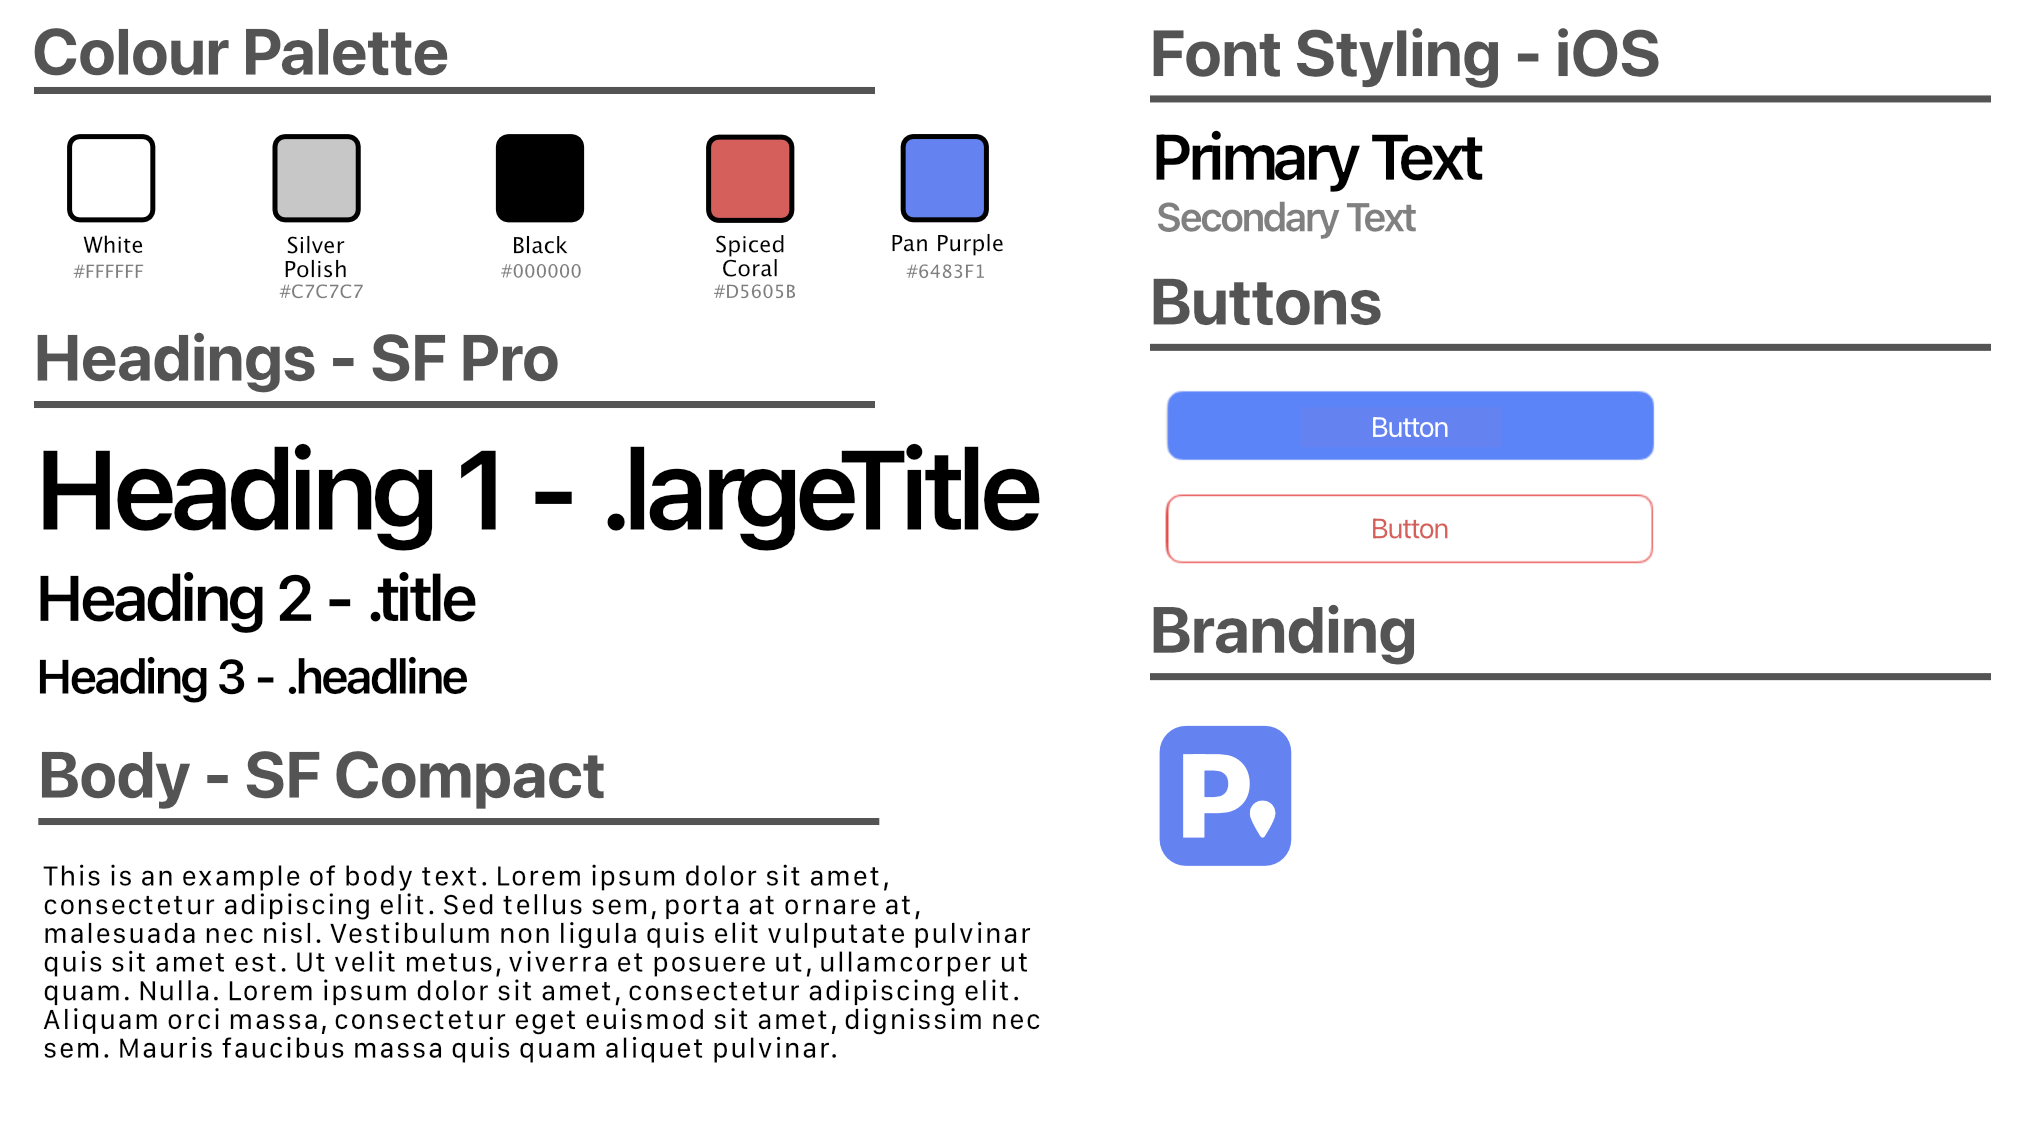 Colour Palette
White
#FFFFFF
Silver
Polish
#C7C7C7
Black
#000000
Spiced
Coral
#D5605B
Pan Purple
#6483F1
Headings - SF Pro
Heading 1 - .largeTitle
Heading 2 - .title
Heading 3 - .headline
Body - SF Compact
This is an example of body text. Lorem ipsum dolor sit amet,
consectetur adipiscing elit. Sed tellus sem, porta at ornare at,
malesuada nec nisl. Vestibulum non ligula quis elit vulputate pulvinar
quis sit amet est. Ut velit metus, viverra et posuere ut, ullamcorper ut
quam. Nulla. Lorem ipsum dolor sit amet, consectetur adipiscing elit.
Aliquam orci massa, consectetur eget euismod sit amet, dignissim nec
sem. Mauris faucibus massa quis quam aliquet pulvinar.
Font Styling - iOS
Primary Text
Secondary Text
Buttons
Button
Button
Branding
P